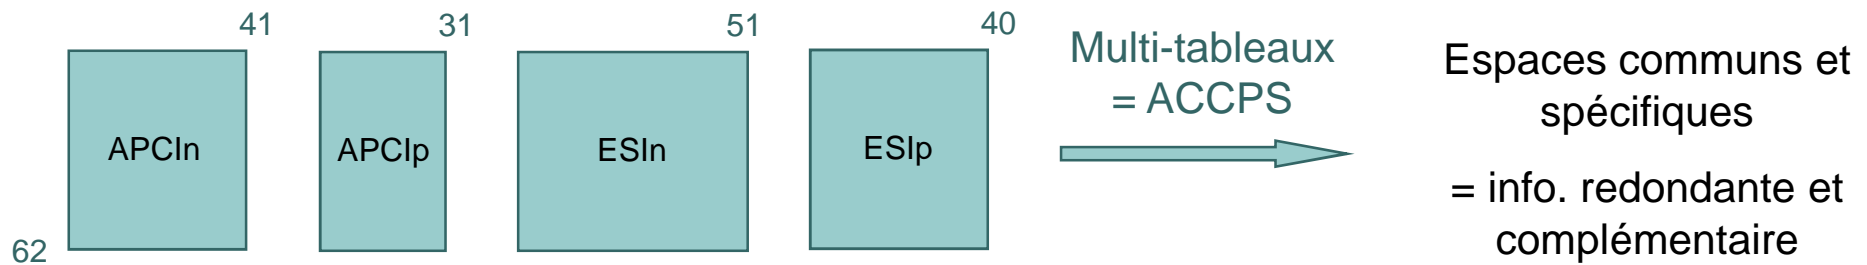 41
31
51
40
APCIn
APCIp
ESIn
ESIp
62
Multi-tableaux
= ACCPS
Espaces communs et
spécifiques
= info. redondante et
complémentaire